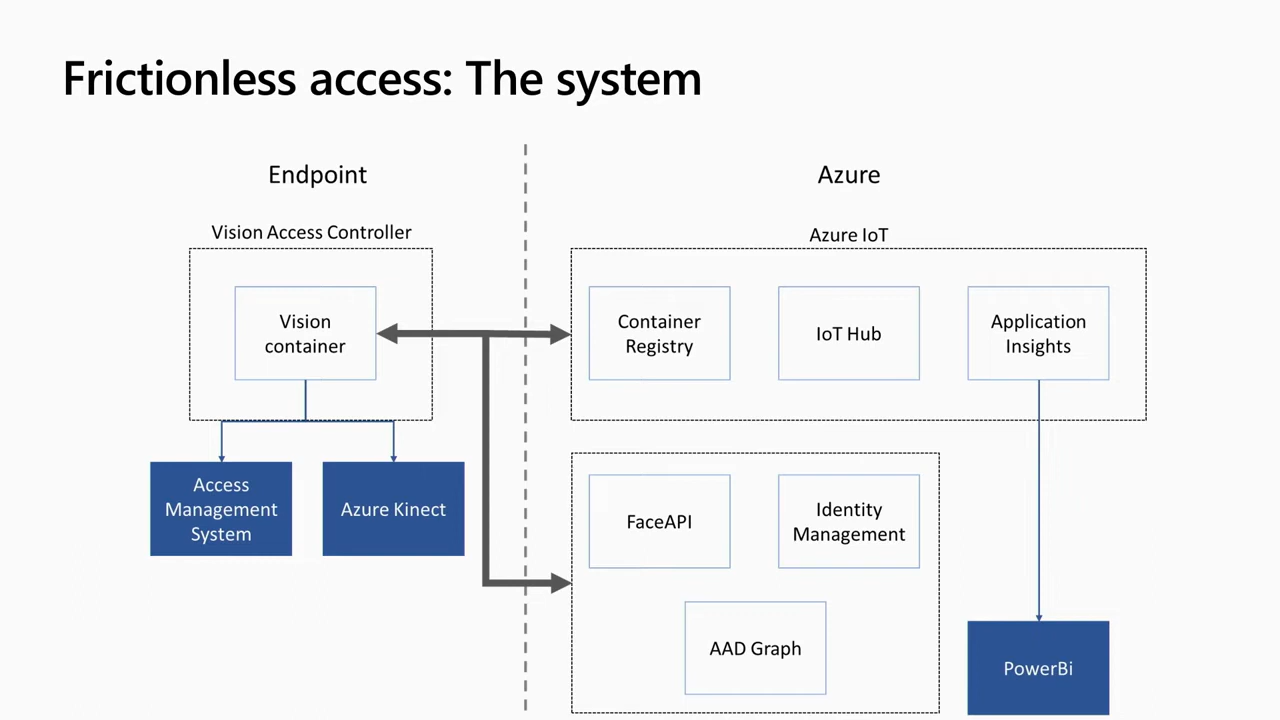 Frictionless access: The system
Endpoint
Azure
Vision Access Controller
Azure IoT
Vision
container
Container
Registry
IoT Hub
Application
Insights
Access
Management
System
Azure Kinect
FaceAPI
Identity
Management
AAD Graph
PowerBi